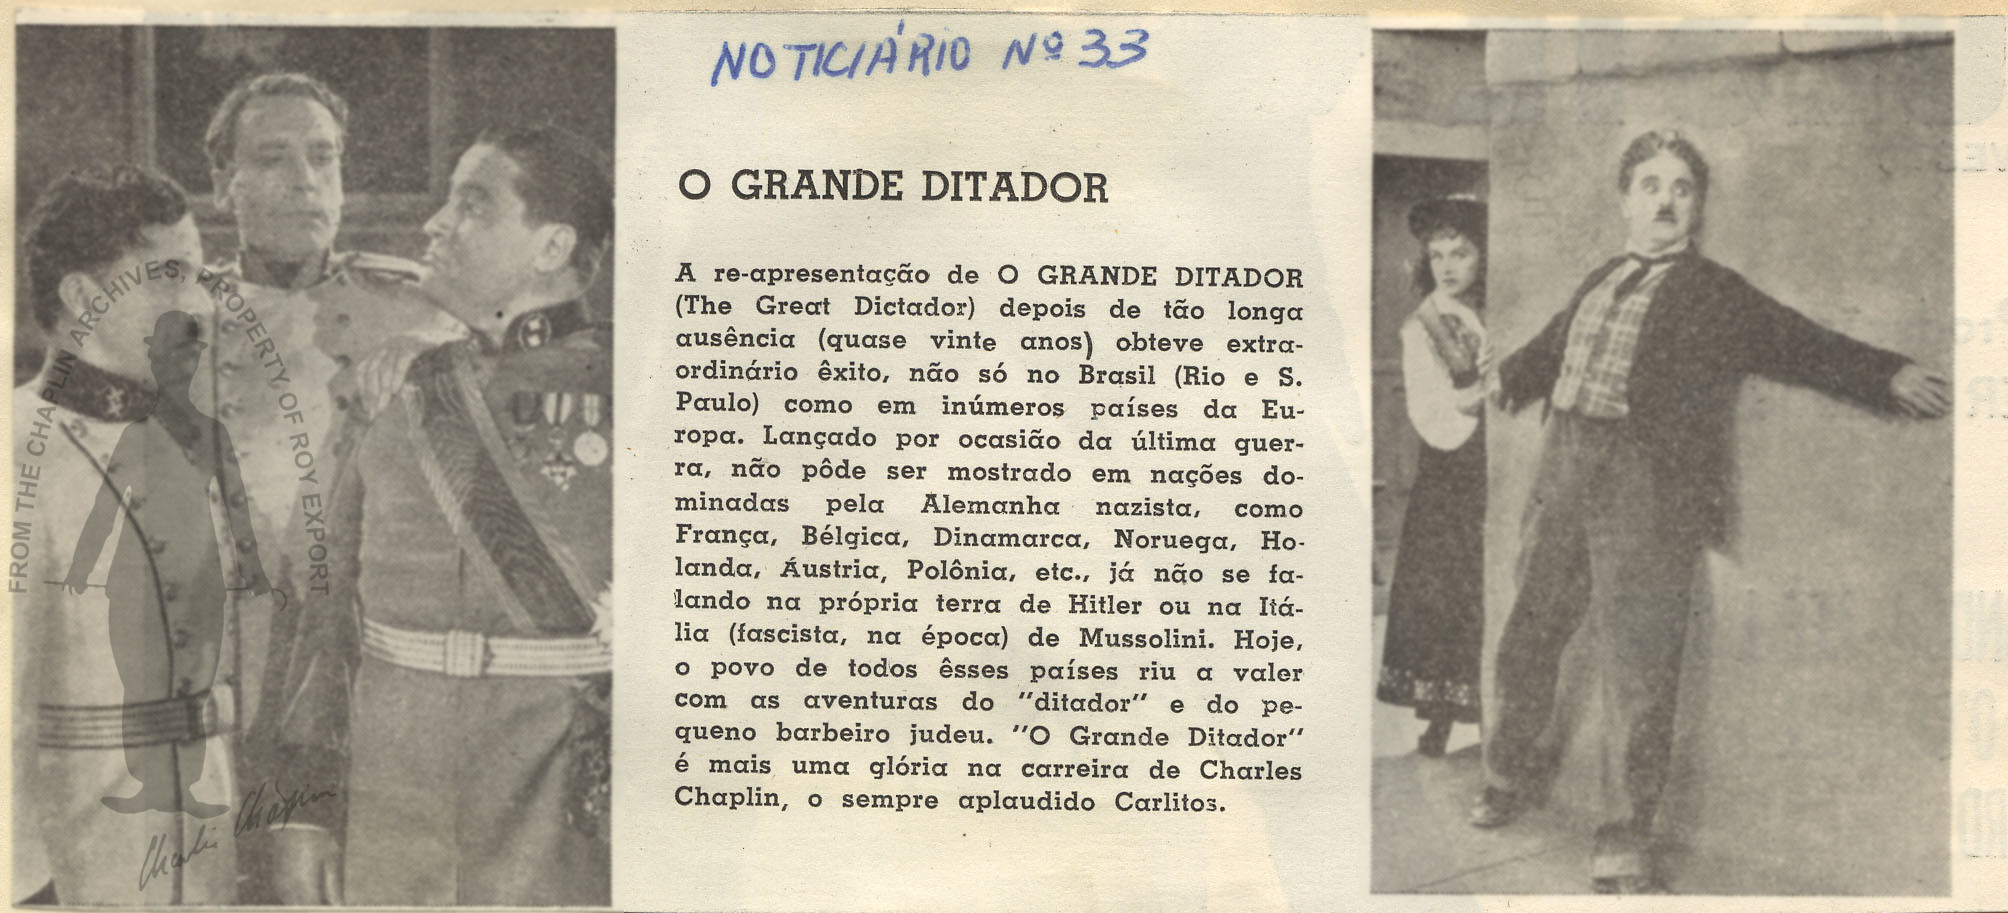 NOTICIÁRIO Nº 33
O GRANDE DITADOR
A re-apresentação de O GRANDE DITADOR
(The Great Dictador) depois de tão longa
ausência (quase vinte anos) obteve extra-
ordinário êxito, não só no Brasil (Rio e S.
Paulo) como em inúmeros países da Eu-
ropa. Lançado por ocasião da última guer-
ra, não pôde ser mostrado em nações do-
minadas pela Alemanha nazista, como
França, Bélgica, Dinamarca, Noruega, Ho-
landa, Áustria, Polônia, etc., já não se fa-
lando na própria terra de Hitler ou na Itá-
lia (fascista, na época) de Mussolini. Hoje,
o povo de todos êsses países riu a valer
com as aventuras do "ditador" e do pe-
queno barbeiro judeu. "O Grande Ditador"
é mais uma glória na carreira de Charles
Chaplin, o sempre aplaudido Carlitos.
FROM THE CHAPLIN ARCHIVES, PROPERTY OF ROY EXPORT
Charlie Chaplin